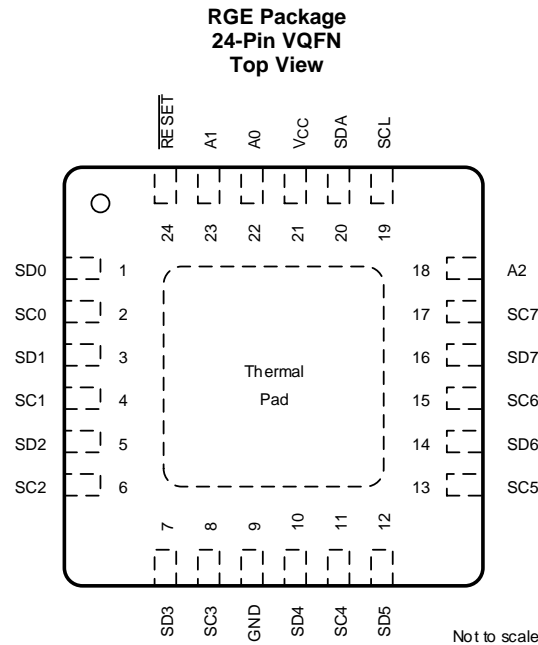 RGE Package
24-Pin VQFN
Top View
RESET A1 A0 VCC SDA SCL
24 23 22 21 20 19
SD0 1 18 A2
SC0 2 17 SC7
SD1 3 16 SD7
SC1 4 15 SC6
SD2 5 14 SD6
SC2 6 13 SC5
Thermal
Pad
7 8 9 10 11 12
SD3 SC3 GND SD4 SC4 SD5
Not to scale